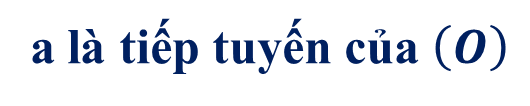 a là tiếp tuyến của (O)